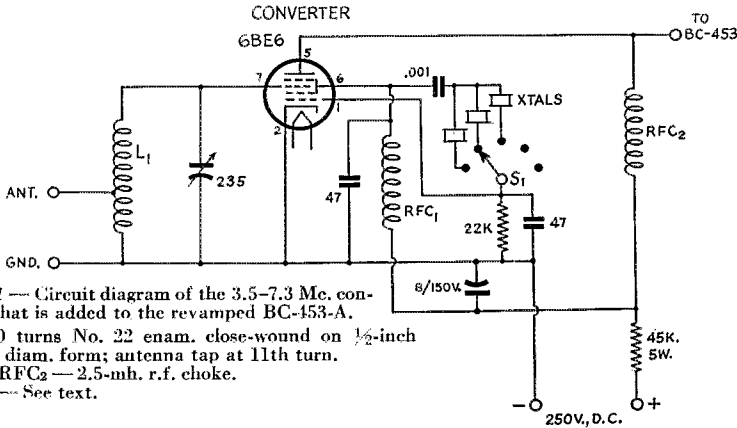 CONVERTER
6BE6
TO
BC-453
5
7
6
1
2
.001
XTALS
L1
235
47
RFC1
S1
22K
47
RFC2
ANT.
GND.
8/150V.
45K.
5W.
— Circuit diagram of the 3.5–7.3 Mc. con-
hat is added to the revamped BC-453-A.
turns No. 22 enam. close-wound on ½-inch
diam. form; antenna tap at 11th turn.
RFC2 — 2.5-mh. r.f. choke.
— See text.
−
250V., D.C.
+